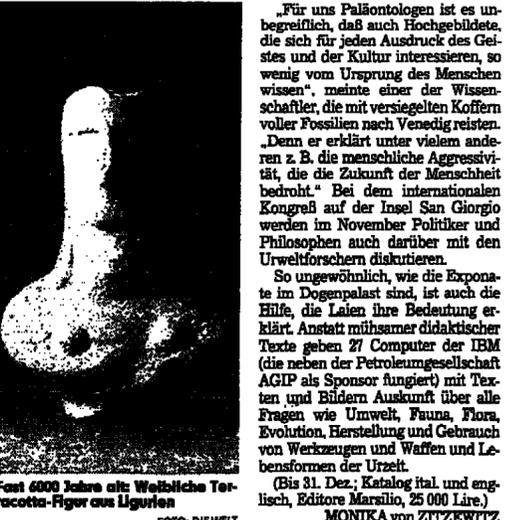 „Für uns Paläontologen ist es un-
begreiflich, daß auch Hochgebildete,
die sich für jeden Ausdruck des Gei-
stes und der Kultur interessieren, so
wenig vom Ursprung des Menschen
wissen“, meinte einer der Wissen-
schaftler, die mit versiegelten Koffern
voller Fossilien nach Venedig reisten.
„Denn er erklärt unter vielem ande-
ren z. B. die menschliche Aggressivi-
tät, die die Zukunft der Menschheit
bedroht.“ Bei dem internationalen
Kongreß auf der Insel San Giorgio
werden im November Politiker und
Philosophen auch darüber mit den
Urweltforschern diskutieren.
So ungewöhnlich, wie die Expona-
te im Dogenpalast sind, ist auch die
Hilfe, die Laien ihre Bedeutung er-
klärt. Anstatt mühsamer didaktischer
Texte geben 27 Computer der IBM
(die neben der Petroleumgesellschaft
AGIP als Sponsor fungiert) mit Tex-
ten und Bildern Auskunft über alle
Fragen wie Umwelt, Fauna, Flora,
Evolution, Herstellung und Gebrauch
von Werkzeugen und Waffen und Le-
bensformen der Urzeit.
(Bis 31. Dez.; Katalog ital. und eng-
lisch, Editore Marsilio, 25 000 Lire.)
MONIKA von ZITZEWITZ
Fast 6000 Jahre alt: Weibliche Ter-
racotta-Figur aus Ligurien
FOTO: DIE WELT